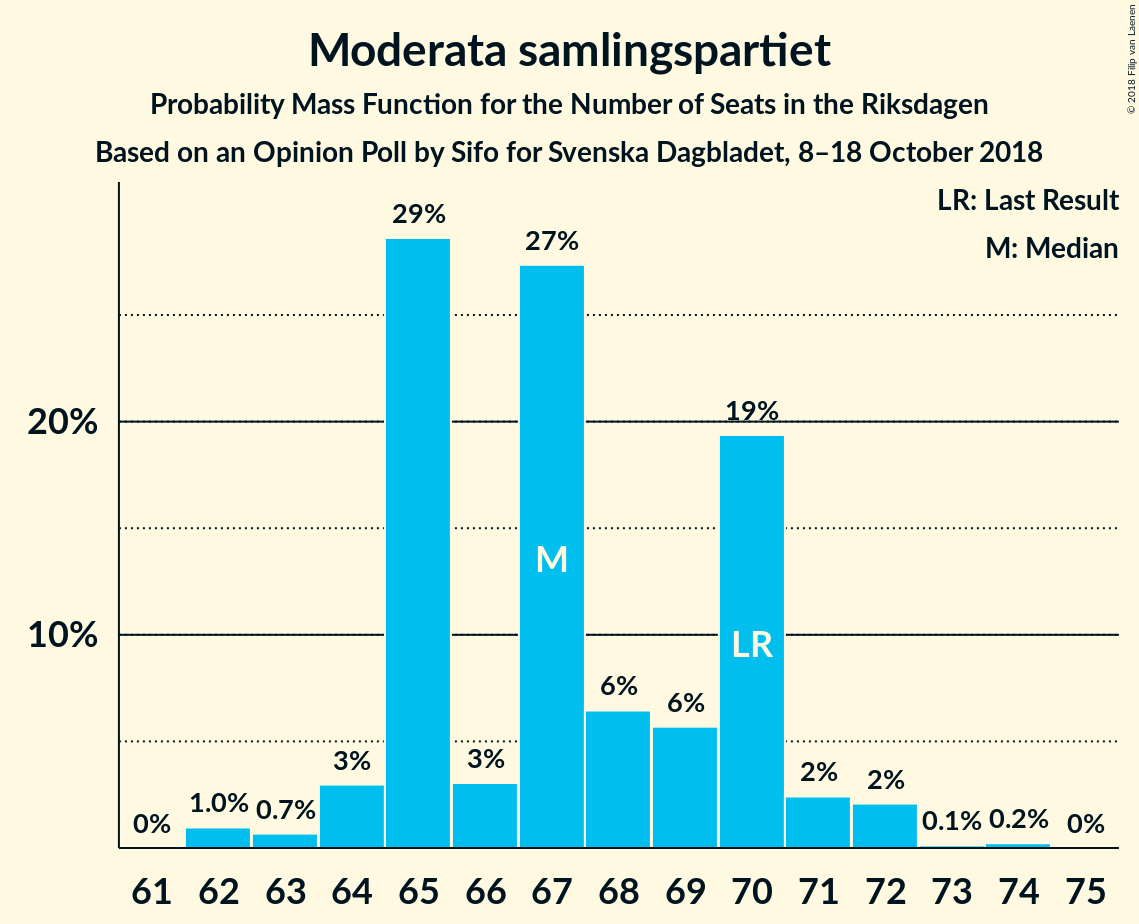 Moderata samlingspartiet
Probability Mass Function for the Number of Seats in the Riksdagen
Based on an Opinion Poll by Sifo for Svenska Dagbladet, 8–18 October 2018
© 2018 Filip van Laenen
LR: Last Result
M: Median
20%
10%
0%
1.0%
0.7%
3%
29%
3%
27%
M
6%
6%
19%
LR
2%
2%
0.1%
0.2%
0%
61 62 63 64 65 66 67 68 69 70 71 72 73 74 75